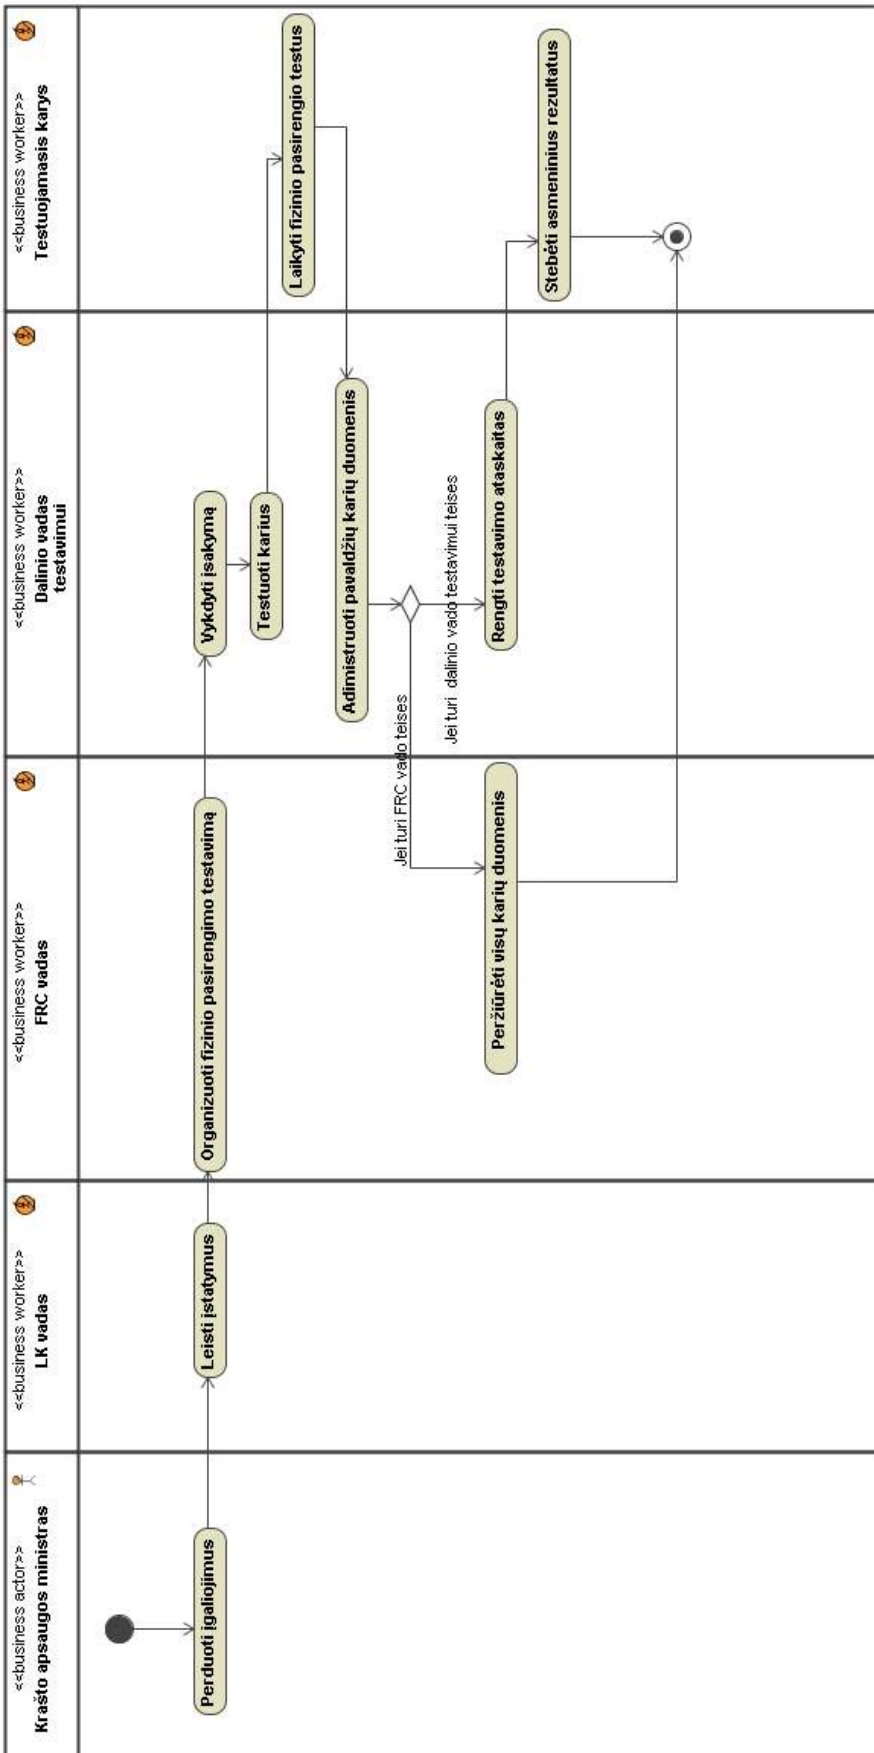 <<business actor>>
Krašto apsaugos ministras
<<business worker>>
LK vadas
<<business worker>>
FRC vadas
<<business worker>>
Dalinio vadas
testavimui
<<business worker>>
Testuojamasis karys
Perduoti įgaliojimus
Leisti įstatymus
Organizuoti fizinio pasirengimo testavimą
Vykdyti įsakymą
Testuoti karius
Laikyti fizinio pasirengio testus
Adimistruoti pavaldžių karių duomenis
Jei turi FRC vado teises
Jei turi  dalinio vado testavimui teises
Peržiūrėti visų karių duomenis
Rengti testavimo ataskaitas
Stebėti asmeninius rezultatus